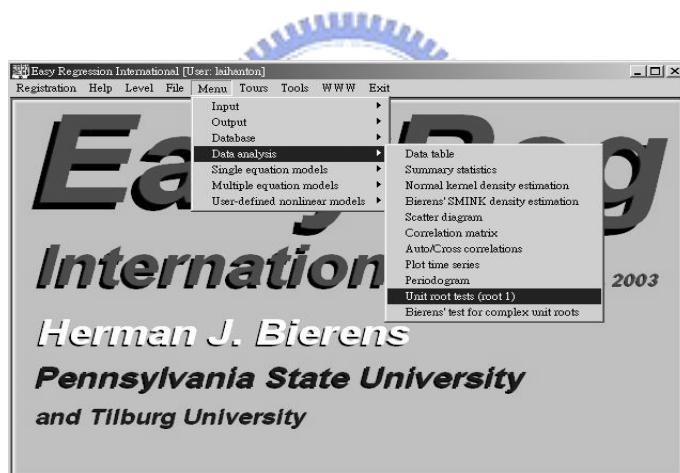 Easy Regression International [User: laihanton]
Registration Help Level File Menu Tours Tools WWW Exit
Input
Output
Database
Data analysis
Single equation models
Multiple equation models
User-defined nonlinear models
Data table
Summary statistics
Normal kernel density estimation
Bierens' SMINK density estimation
Scatter diagram
Correlation matrix
Auto/Cross correlations
Plot time series
Periodogram
Unit root tests (root 1)
Bierens' test for complex unit roots
International
2003
Herman J. Bierens
Pennsylvania State University
and Tilburg University